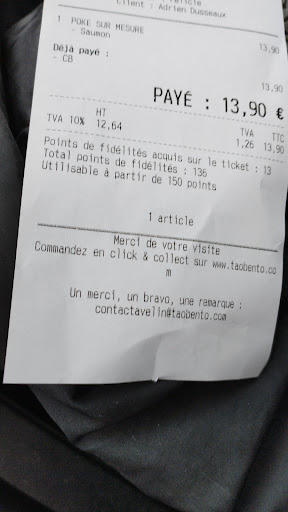 Client : Adrien Dusseaux
1 POKE SUR MESURE 13,90
- Saumon
Déjà payé :
- CB 13,90
PAYÉ : 13,90 €
HT TVA TTC
TVA 10% 12,64 1,26 13,90
Points de fidélités acquis sur le ticket : 13
Total points de fidélités : 136
Utilisable à partir de 150 points
1 article
Merci de votre visite
Commandez en click & collect sur www.taobento.co
m
Un merci, un bravo, une remarque :
contactavelin@taobento.com